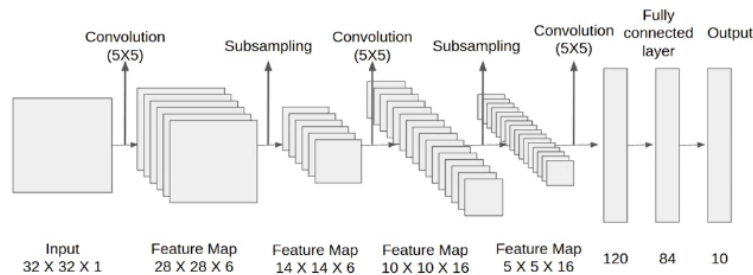 Convolution
(5X5)
Subsampling
Convolution
(5X5)
Subsampling
Convolution
(5X5)
Fully
connected
layer
Output
Input
32 X 32 X 1
Feature Map
28 X 28 X 6
Feature Map
14 X 14 X 6
Feature Map
10 X 10 X 16
Feature Map
5 X 5 X 16
120
84
10